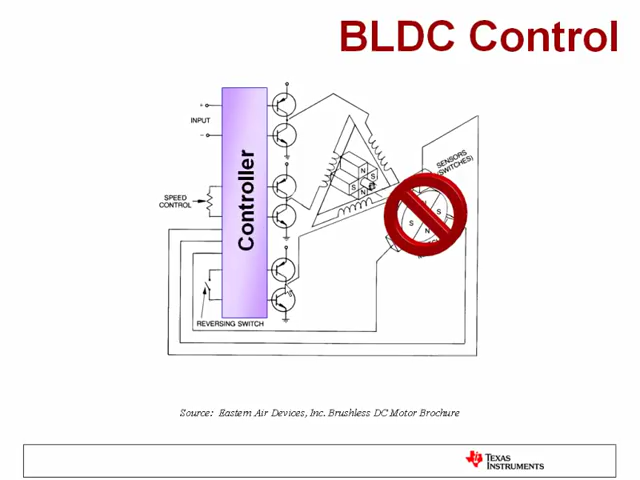 BLDC Control
INPUT
+
−
Controller
SPEED
CONTROL
REVERSING SWITCH
SENSORS
(SWITCHES)
N
S
S
N
S
S
N
Source: Eastern Air Devices, Inc. Brushless DC Motor Brochure
TEXAS
INSTRUMENTS